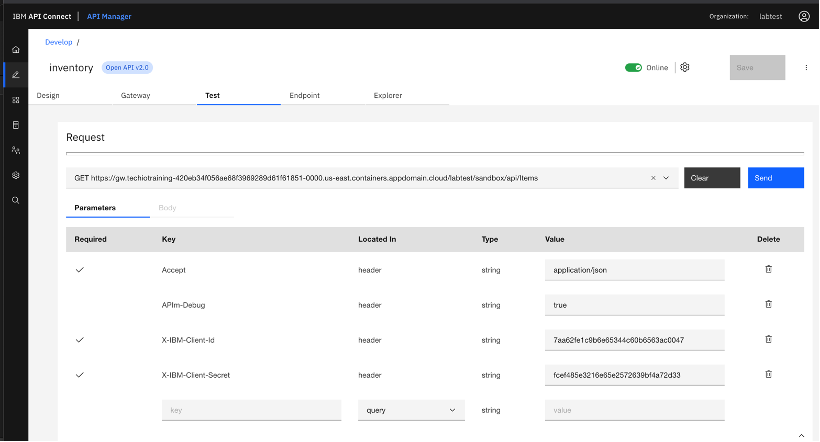 IBM API Connect | API Manager Organization: labtest
Develop /
inventory Open API v2.0 Online Save
Design Gateway Test Endpoint Explorer
Request
GET https://gw.techiotraining-420eb34f056ae68f3969289d61f61851-0000.us-east.containers.appdomain.cloud/labtest/sandbox/api/Items Clear Send
Parameters Body
Required Key Located In Type Value Delete
Accept header string application/json
APIm-Debug header string true
X-IBM-Client-Id header string 7aa62fe1c9b6e65344c60b6563ac0047
X-IBM-Client-Secret header string fcef485e3216e65e2572639bf4a72d33
key query string value